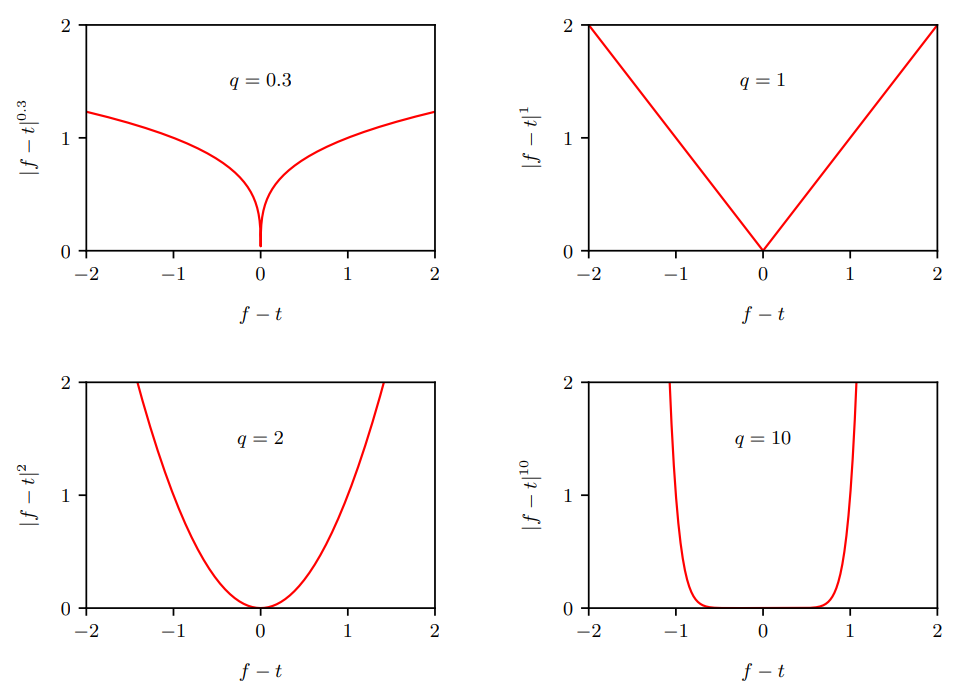 2
1
0
|f − t|^0.3
q = 0.3
−2 −1 0 1 2
f − t
2
1
0
|f − t|^1
q = 1
−2 −1 0 1 2
f − t
2
1
0
|f − t|^2
q = 2
−2 −1 0 1 2
f − t
2
1
0
|f − t|^10
q = 10
−2 −1 0 1 2
f − t